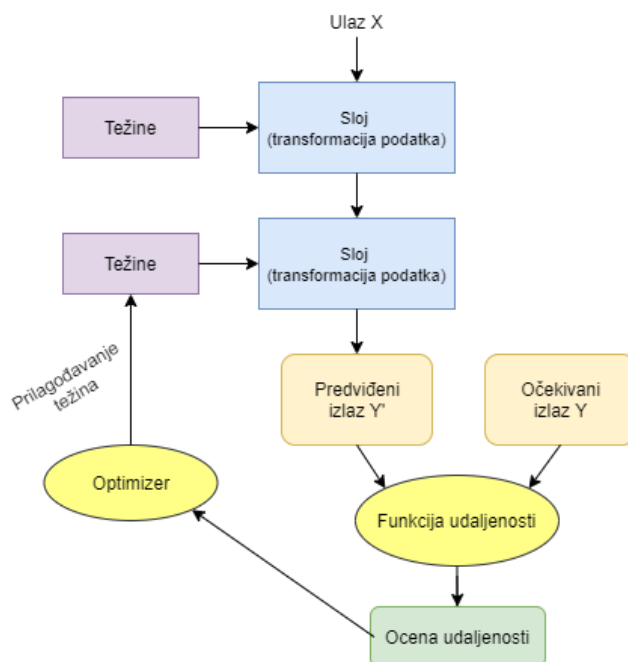 Ulaz X
Težine
Sloj
(transformacija podatka)
Težine
Sloj
(transformacija podatka)
Prilagođavanje
težina
Predviđeni
izlaz Y'
Očekivani
izlaz Y
Optimizer
Funkcija udaljenosti
Ocena udaljenosti